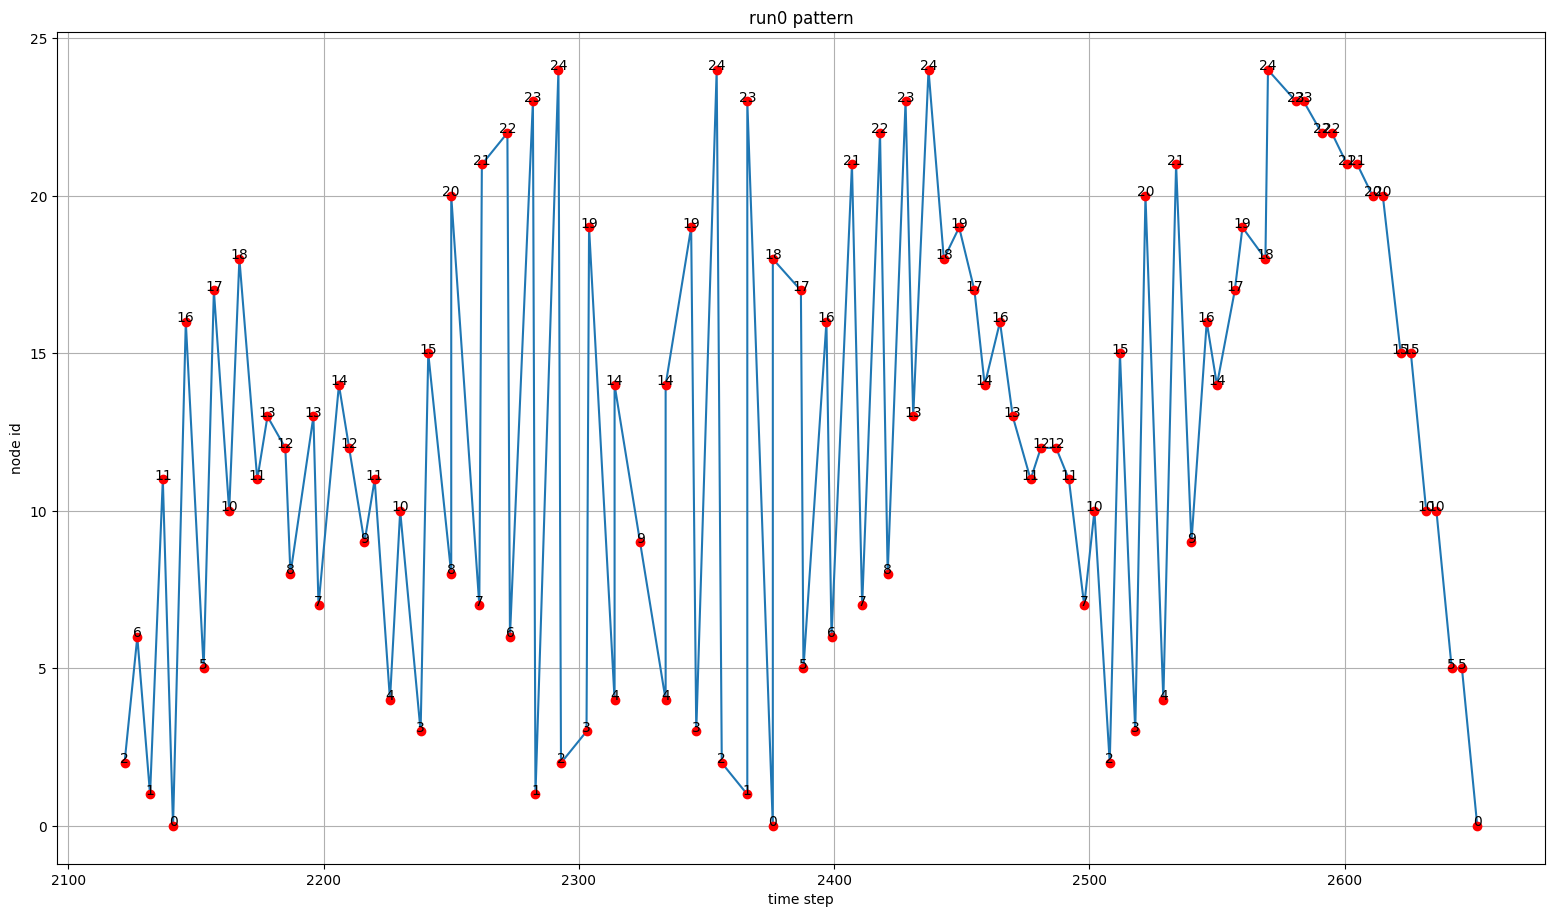 run0 pattern
25
24 24 24 24
23 23 23 23 23
22 22 22 22
21 21 21 21 21
20 20 20 20 20
19 19 19 19
18 18 18 18
17 17 17 17
16 16 16 16
15 15 15 15 15
14 14 14 14 14
13 13 13 13
12 12 12 12
11 11 11 11 11
node id
10 10 10 10 10 10
9 9 9
8 8 8
7 7 7 7
6 6 6
5 5 5 5 5
4 4 4 4
3 3 3 3
2 2 2 2
1 1 1
0 0 0 0
2100 2200 2300 2400 2500 2600
time step